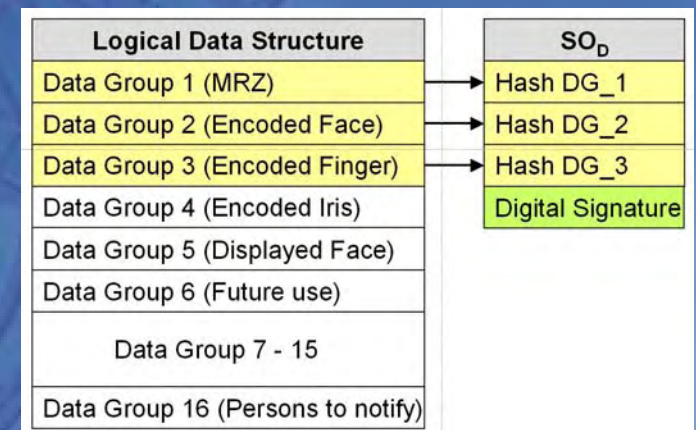 Logical Data Structure
Data Group 1 (MRZ)
Data Group 2 (Encoded Face)
Data Group 3 (Encoded Finger)
Data Group 4 (Encoded Iris)
Data Group 5 (Displayed Face)
Data Group 6 (Future use)
Data Group 7 - 15
Data Group 16 (Persons to notify)
SO_D
Hash DG_1
Hash DG_2
Hash DG_3
Digital Signature